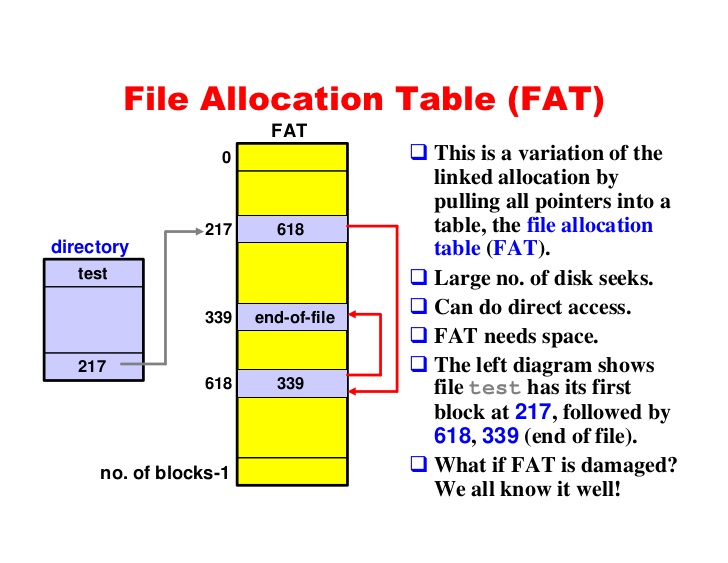 File Allocation Table (FAT)
FAT
0
217
618
directory
test
217
339
end-of-file
618
339
no. of blocks-1
❑ This is a variation of the
linked allocation by
pulling all pointers into a
table, the file allocation
table (FAT).
❑ Large no. of disk seeks.
❑ Can do direct access.
❑ FAT needs space.
❑ The left diagram shows
file test has its first
block at 217, followed by
618, 339 (end of file).
❑ What if FAT is damaged?
We all know it well!